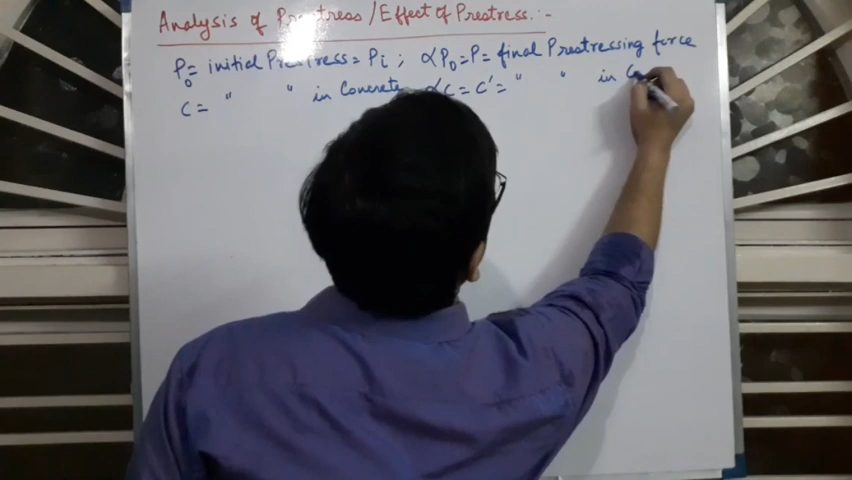 Analysis of Prestress / Effect of Prestress :-
P₀ = initial Prestress = Pi ; αP₀ = P = final Prestressing force
C = " " in Concrete αC = C' = " " in